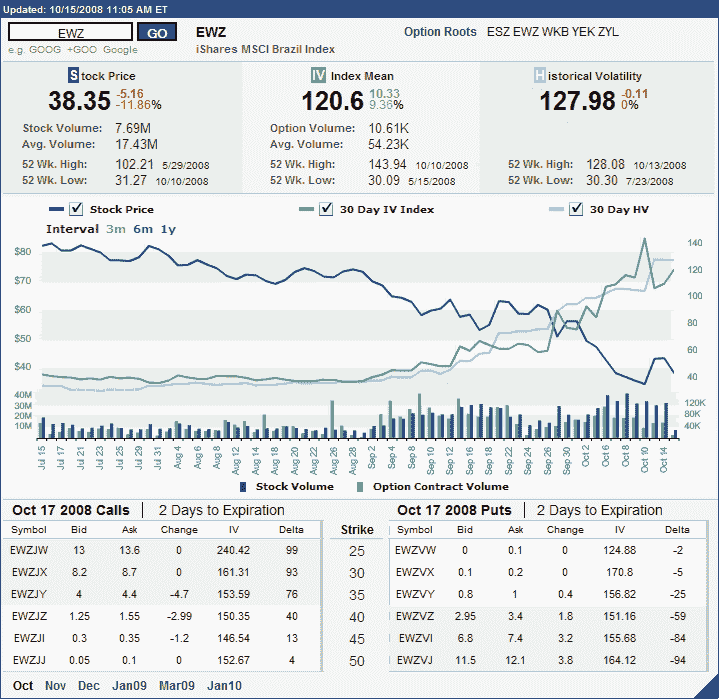 Updated: 10/15/2008 11:05 AM ET
EWZ GO EWZ Option Roots ESZ EWZ WKB YEK ZYL
e.g. GOOG +GOO Google iShares MSCI Brazil Index
Stock Price IV Index Mean Historical Volatility
38.35 -5.16 -11.86% 120.6 10.33 9.36% 127.98 -0.11 0%
Stock Volume: 7.69M Option Volume: 10.61K
Avg. Volume: 17.43M Avg. Volume: 54.23K
52 Wk. High: 102.21 5/29/2008 52 Wk. High: 143.94 10/10/2008 52 Wk. High: 128.08 10/13/2008
52 Wk. Low: 31.27 10/10/2008 52 Wk. Low: 30.09 5/15/2008 52 Wk. Low: 30.30 7/23/2008
Stock Price 30 Day IV Index 30 Day HV
Interval 3m 6m 1y
$80 140
$70 120
$60 100
$50 80
$40 60
40M 40
30M 120K
20M 80K
10M 40K
Jul 15 Jul 17 Jul 21 Jul 23 Jul 25 Jul 29 Jul 31 Aug 4 Aug 6 Aug 8 Aug 12 Aug 14 Aug 18 Aug 20 Aug 22 Aug 26 Aug 28 Sep 2 Sep 4 Sep 8 Sep 10 Sep 12 Sep 16 Sep 18 Sep 22 Sep 24 Sep 26 Sep 30 Oct 2 Oct 6 Oct 8 Oct 10 Oct 14
Stock Volume Option Contract Volume
Oct 17 2008 Calls 2 Days to Expiration Oct 17 2008 Puts 2 Days to Expiration
Symbol Bid Ask Change IV Delta Strike Symbol Bid Ask Change IV Delta
EWZJW 13 13.6 0 240.42 99 25 EWZVW 0 0.1 0 124.88 -2
EWZJX 8.2 8.7 0 161.31 93 30 EWZVX 0.1 0.2 0 170.8 -5
EWZJY 4 4.4 -4.7 153.59 76 35 EWZVY 0.8 1 0.4 156.82 -25
EWZJZ 1.25 1.55 -2.99 150.35 40 40 EWZVZ 2.95 3.4 1.8 151.16 -59
EWZJI 0.3 0.35 -1.2 146.54 13 45 EWZVI 6.8 7.4 3.2 155.68 -84
EWZJJ 0.05 0.1 0 152.67 4 50 EWZVJ 11.5 12.1 3.8 164.12 -94
Oct Nov Dec Jan09 Mar09 Jan10